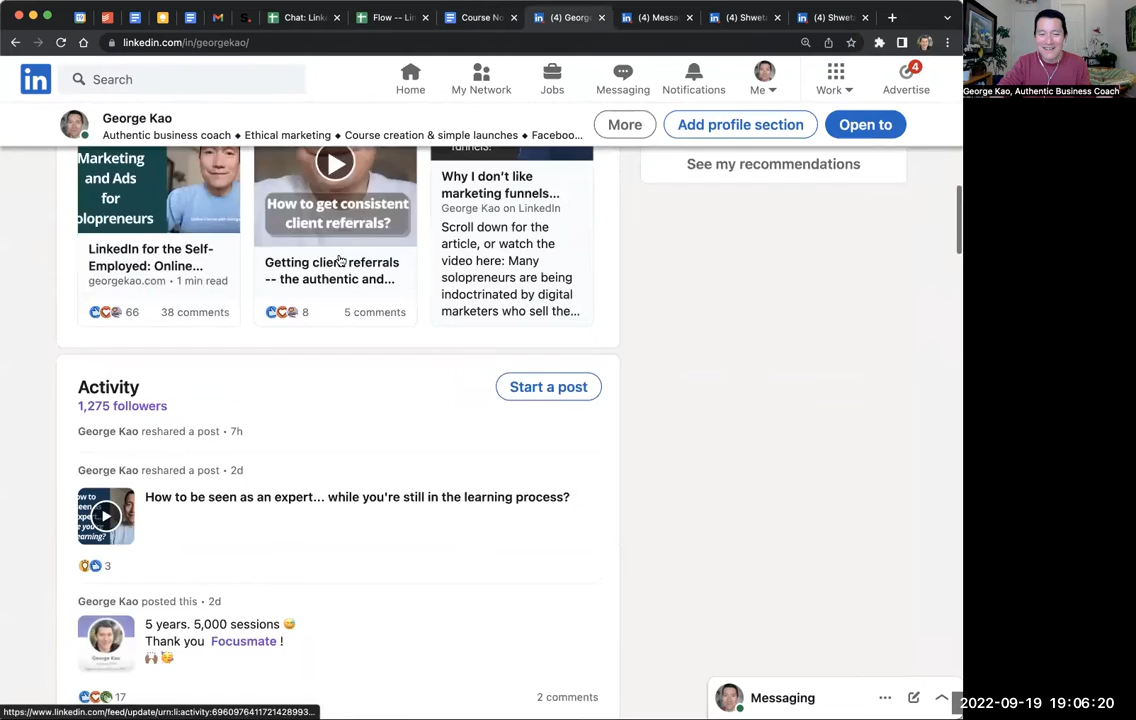 Chat: Link
Flow -- Li
Course No
(4) Georg
(4) Messa
(4) Shwet
(4) Shwet
linkedin.com/in/georgekao/
in
Search
Home
My Network
Jobs
Messaging
Notifications
Me
Work
4
Advertise
George Kao, Authentic Business Coach
George Kao
Authentic business coach ◆ Ethical marketing ◆ Course creation & simple launches ◆ Faceboo...
More
Add profile section
Open to
See my recommendations
Marketing
and Ads
for
olopreneurs
LinkedIn for the Self-
Employed: Online...
georgekao.com • 1 min read
66
38 comments
How to get consistent
client referrals?
Getting client referrals
-- the authentic and...
8
5 comments
funnels!
Why I don't like
marketing funnels...
George Kao on LinkedIn
Scroll down for the
article, or watch the
video here: Many
solopreneurs are being
indoctrinated by digital
marketers who sell the...
Activity
1,275 followers
Start a post
George Kao reshared a post • 7h
George Kao reshared a post • 2d
How to be seen as an expert... while you're still in the learning process?
3
George Kao posted this • 2d
5 years. 5,000 sessions 😅
Thank you Focusmate !
🙌🏼 🥳
George Kao
17
2 comments
Messaging
https://www.linkedin.com/feed/update/urn:li:activity:6960976411721428993...
2022-09-19 19:06:20